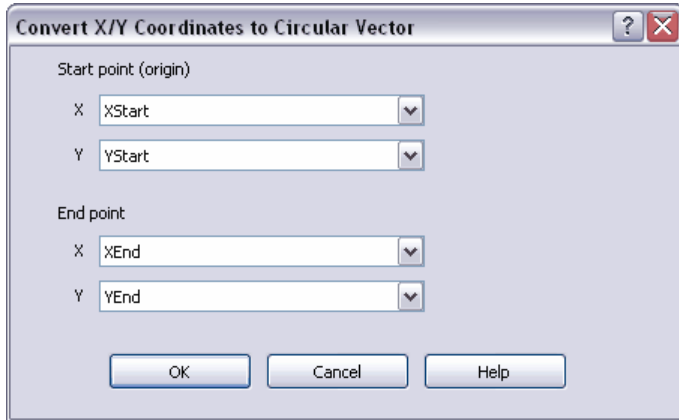 Convert X/Y Coordinates to Circular Vector ?
Start point (origin)
X XStart
Y YStart
End point
X XEnd
Y YEnd
OK Cancel Help